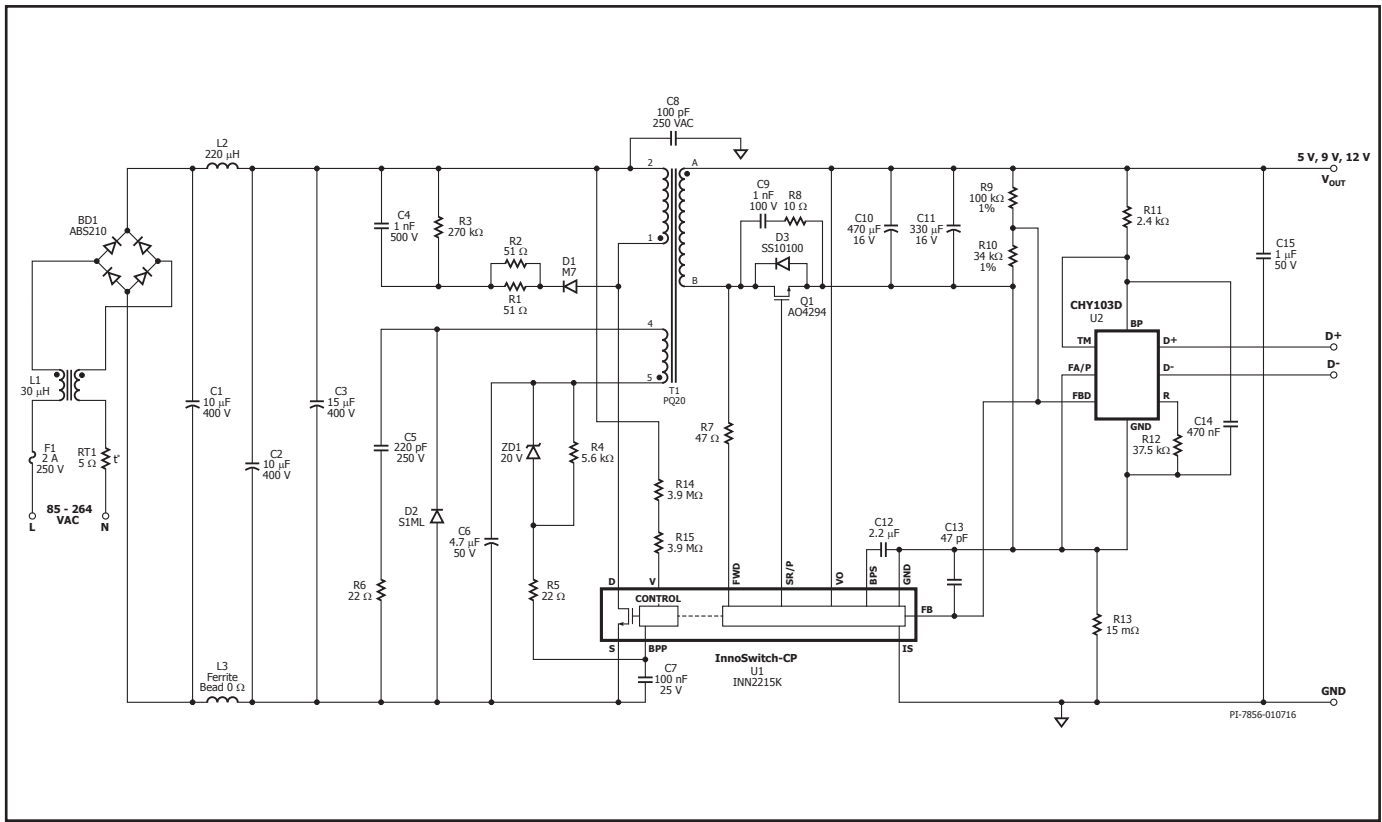 C8
100 pF
250 VAC
L2
220 μH
BD1
ABS210
C4
1 nF
500 V
R3
270 kΩ
R2
51 Ω
R1
51 Ω
D1
M7
2
1
4
5
A
B
T1
PQ20
C9
1 nF
100 V
R8
10 Ω
D3
SS10100
Q1
AO4294
C10
470 μF
16 V
C11
330 μF
16 V
R9
100 kΩ
1%
R10
34 kΩ
1%
R11
2.4 kΩ
5 V, 9 V, 12 V
VOUT
C15
1 μF
50 V
CHY103D
U2
BP
TM
FA/P
FBD
D+
D-
R
GND
D+
D-
R12
37.5 kΩ
C14
470 nF
L1
30 μH
F1
2 A
250 V
RT1
5 Ω
t°
85 - 264
VAC
L
N
C1
10 μF
400 V
C2
10 μF
400 V
C3
15 μF
400 V
C5
220 pF
250 V
D2
S1ML
R6
22 Ω
C6
4.7 μF
50 V
ZD1
20 V
R4
5.6 kΩ
R5
22 Ω
R14
3.9 MΩ
R15
3.9 MΩ
R7
47 Ω
C12
2.2 μF
C13
47 pF
D
V
FWD
SR/P
VO
BPS
GND
CONTROL
FB
S
BPP
IS
InnoSwitch-CP
U1
INN2215K
C7
100 nF
25 V
R13
15 mΩ
L3
Ferrite
Bead 0 Ω
GND
PI-7856-010716